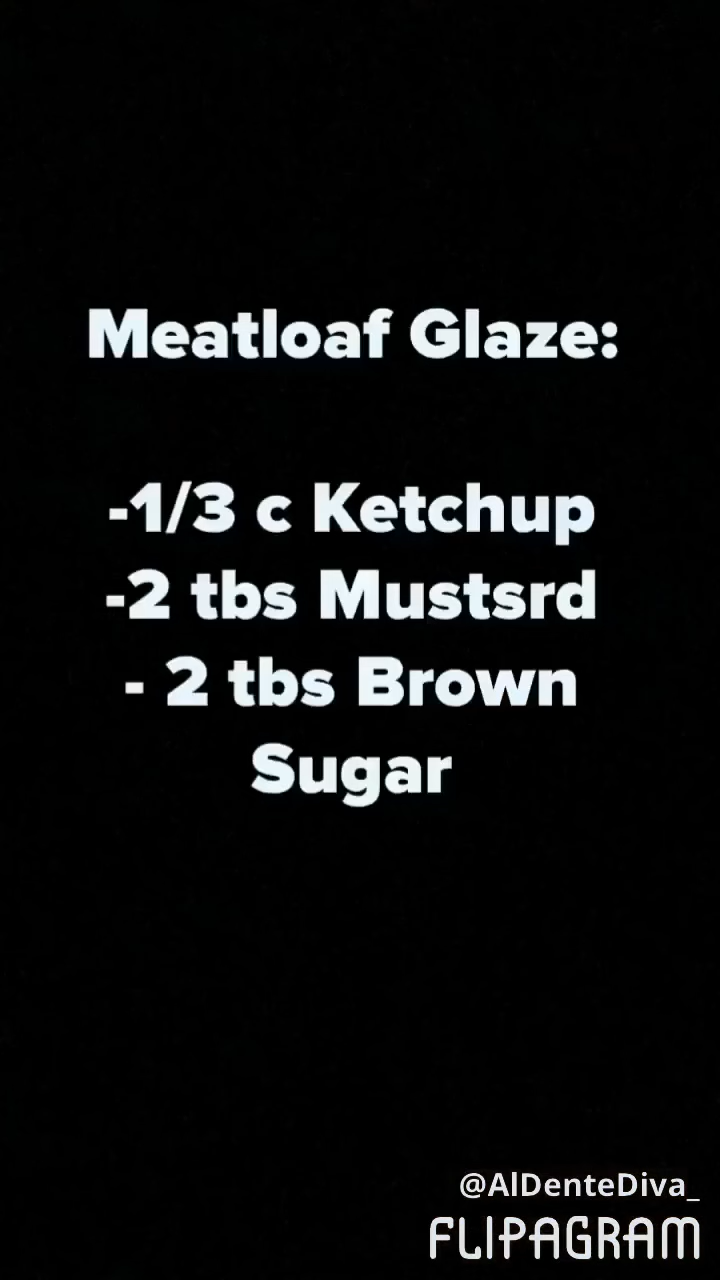 Meatloaf Glaze:
-1/3 c Ketchup
-2 tbs Mustsrd
- 2 tbs Brown
Sugar
@AlDenteDiva_
FLIPAGRAM